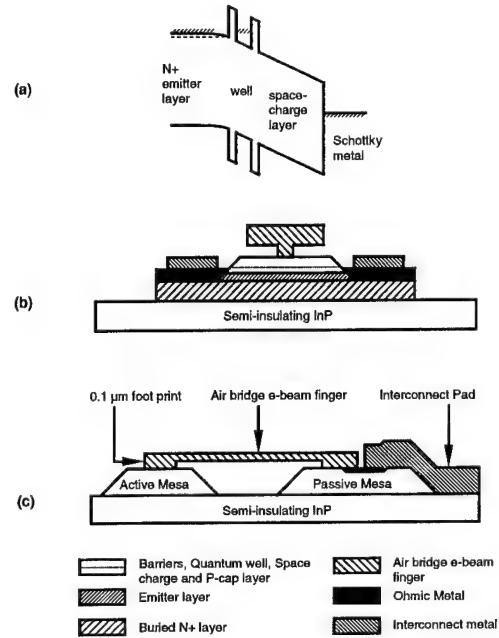 (a)
N+
emitter
layer
well
space-
charge
layer
Schottky
metal
(b)
Semi-insulating InP
0.1 µm foot print
Air bridge e-beam finger
Interconnect Pad
(c)
Active Mesa
Passive Mesa
Semi-insulating InP
Barriers, Quantum well, Space
charge and P-cap layer
Emitter layer
Buried N+ layer
Air bridge e-beam
finger
Ohmic Metal
Interconnect metal